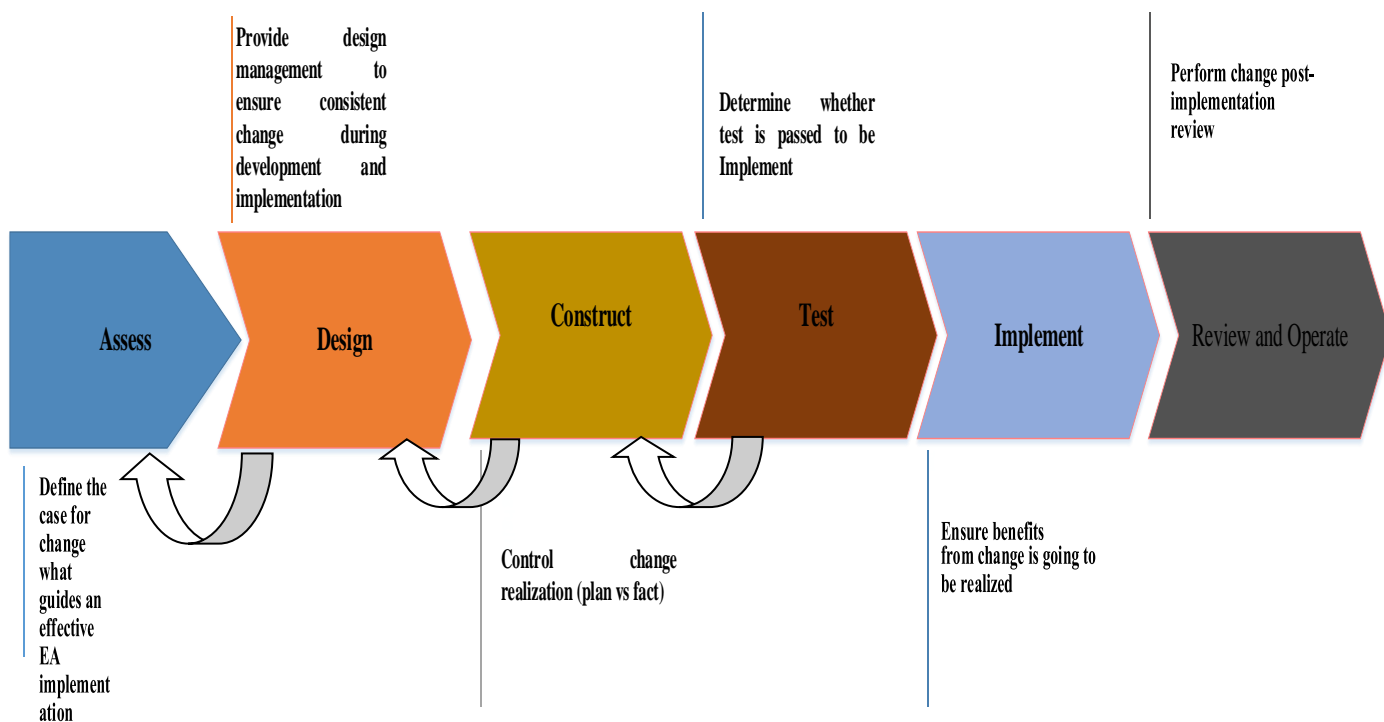 Provide design
management to
ensure consistent
change during
development and
implementation
Determine whether
test is passed to be
Implement
Perform change post-
implementation
review
Assess
Design
Construct
Test
Implement
Review and Operate
Define the
case for
change
what
guides an
effective
EA
implement
ation
Control change
realization (plan vs fact)
Ensure benefits
from change is going to
be realized